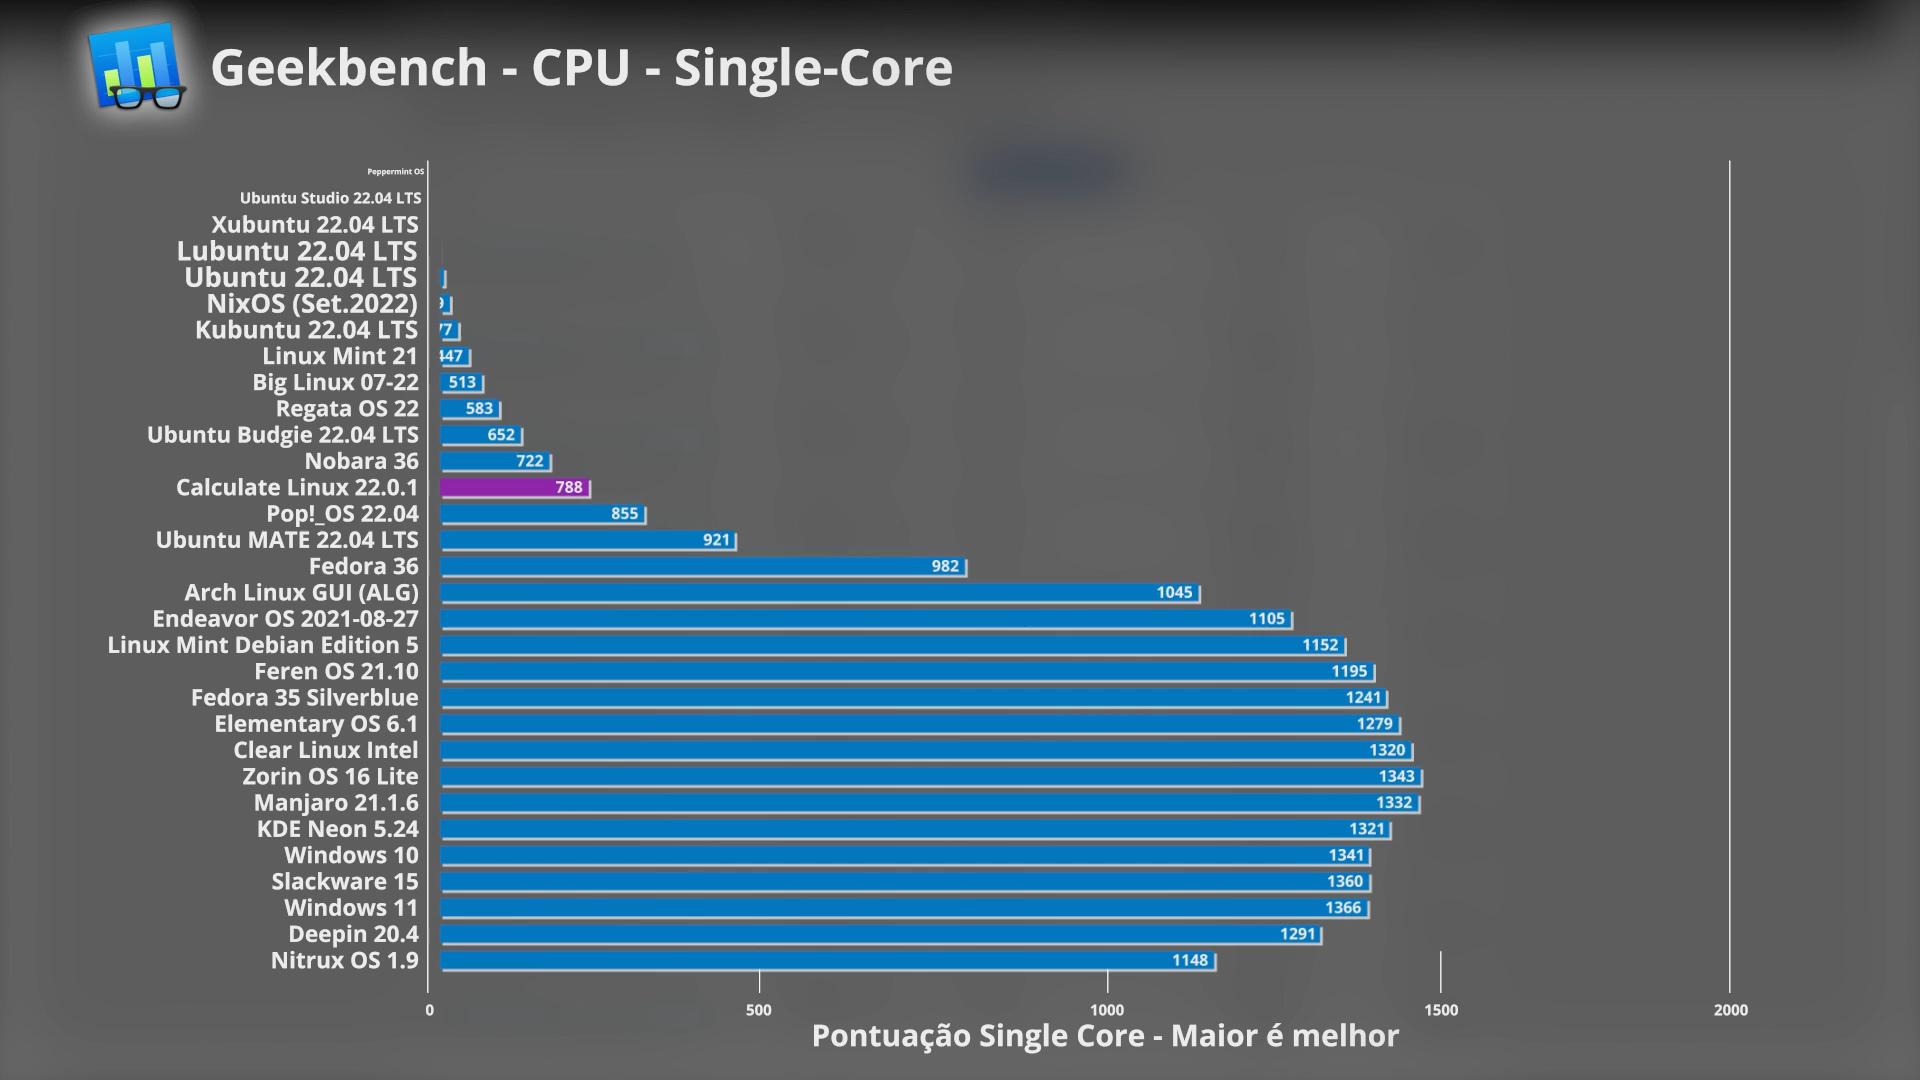 Geekbench - CPU - Single-Core
Peppermint OS
Ubuntu Studio 22.04 LTS
Xubuntu 22.04 LTS
Lubuntu 22.04 LTS
Ubuntu 22.04 LTS
NixOS (Set.2022)
Kubuntu 22.04 LTS 77
Linux Mint 21 447
Big Linux 07-22 513
Regata OS 22 583
Ubuntu Budgie 22.04 LTS 652
Nobara 36 722
Calculate Linux 22.0.1 788
Pop!_OS 22.04 855
Ubuntu MATE 22.04 LTS 921
Fedora 36 982
Arch Linux GUI (ALG) 1045
Endeavor OS 2021-08-27 1105
Linux Mint Debian Edition 5 1152
Feren OS 21.10 1195
Fedora 35 Silverblue 1241
Elementary OS 6.1 1279
Clear Linux Intel 1320
Zorin OS 16 Lite 1343
Manjaro 21.1.6 1332
KDE Neon 5.24 1321
Windows 10 1341
Slackware 15 1360
Windows 11 1366
Deepin 20.4 1291
Nitrux OS 1.9 1148
0 500 1000 1500 2000
Pontuação Single Core - Maior é melhor